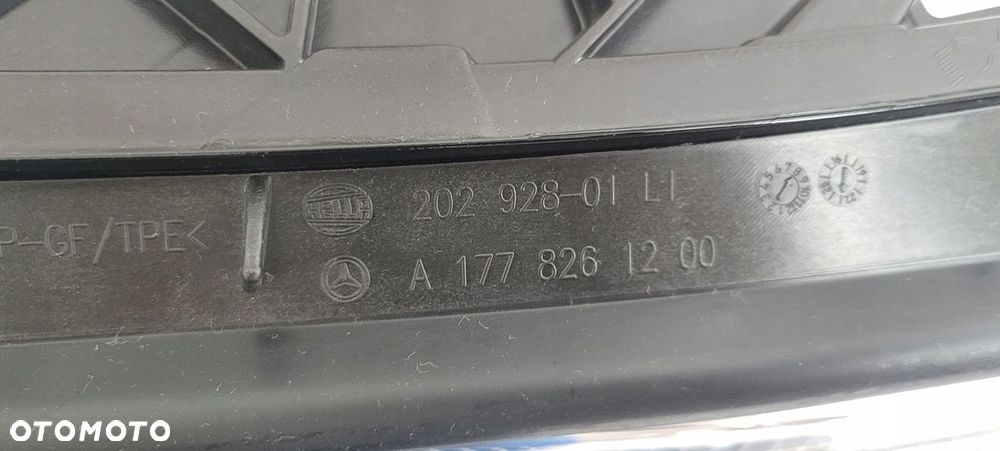 HELLA 202 928-01 LI
P-GF/TPE<
A 177 826 12 00
OTOMOTO